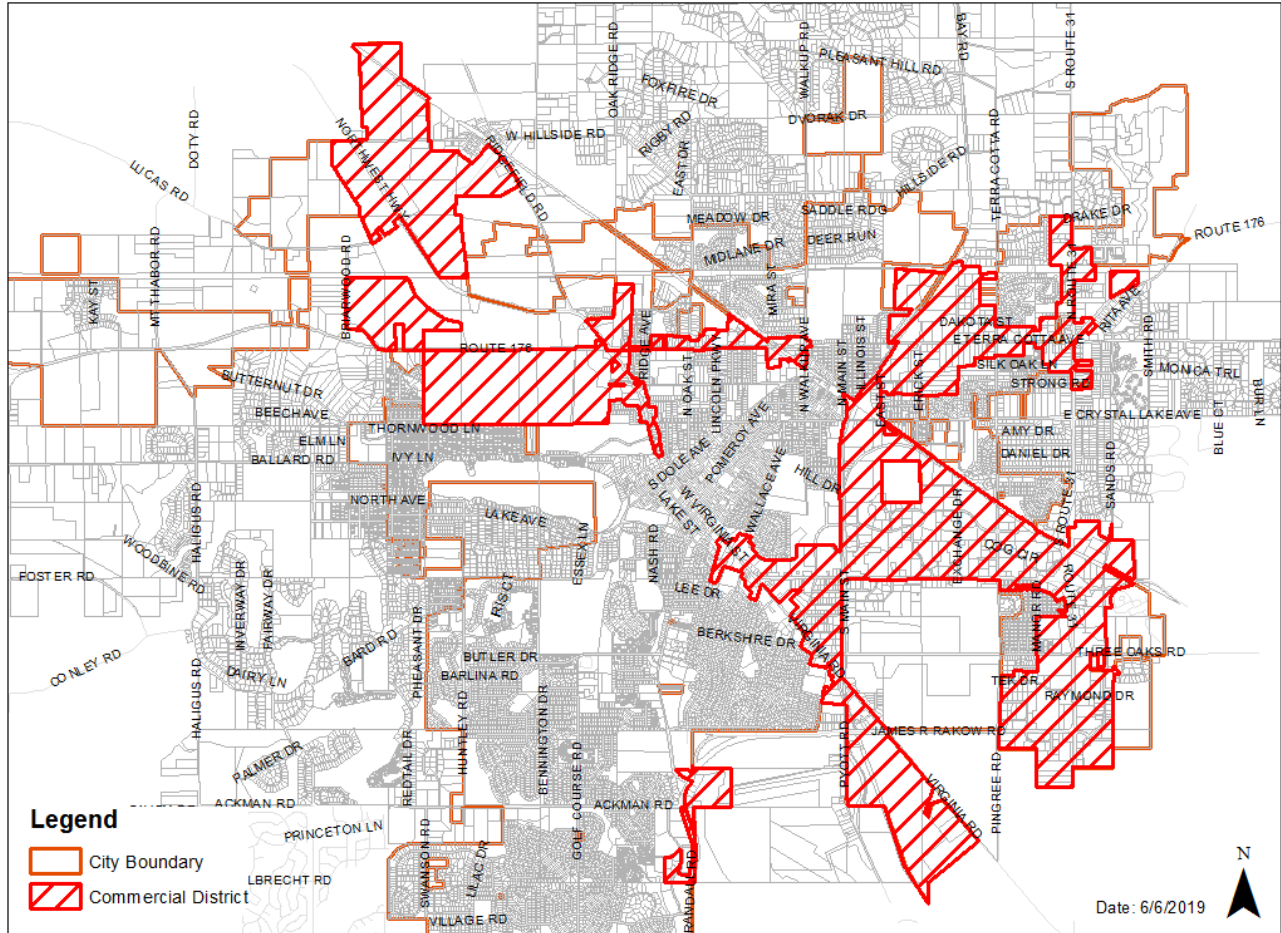 OAK RIDGE RD
WALKUP RD
BAY RD
S ROUTE 31
PLEASANT HILL RD
FOXFIRE DR
DOTY RD
NORTHWEST HWY
RIDGEFIELD RD
W HILLSIDE RD
RIGBY RD
EAST DR
DVORAK DR
HILLSIDE RD
TERRA COTTA RD
LUCAS RD
MEADOW DR
SADDLE RDG
DRAKE DR
ROUTE 176
MT THABOR RD
BRIARWOOD RD
MIDLANE DR
DEER RUN
N ROUTE 31
KAY ST
MIRA ST
RITA AVE
DAKOTA ST
E TERRA COTTA AVE
ROUTE 176
RIDGE AVE
N OAK ST
LINCOLN PKWY
N WALKUP AVE
N MAIN ST
ILLINOIS ST
EAST ST
ERICK ST
SILK OAK LN
STRONG RD
SMITH RD
MONICA TRL
BUR LN
BUTTERNUT DR
BEECH AVE
THORNWOOD LN
E CRYSTAL LAKE AVE
BLUE CT
ELM LN
BALLARD RD
IVY LN
S DOLE AVE
POMEROY AVE
AMY DR
DANIEL DR
NORTH AVE
LAKE AVE
LAKE ST
W VIRGINIA ST
WALLACE AVE
HILL DR
S ROUTE 31
SANDS RD
HALIGUS RD
WOODBINE RD
ESSEX LN
NASH RD
EXCHANGE DR
COG CIR
FOSTER RD
INVERWAY DR
FAIRWAY DR
LEE DR
S MAIN ST
MANOR RD
ROUTE 31
CONLEY RD
BARD RD
PHEASANT DR
BUTLER DR
BERKSHIRE DR
VIRGINIA RD
THREE OAKS RD
HALIGUS RD
DAIRY LN
BARLINA RD
TEK DR
RAYMOND DR
PALMER DR
REDTAIL DR
HUNTLEY RD
BENNINGTON DR
GOLF COURSE RD
PYOTT RD
JAMES R RAKOW RD
PINGREE RD
ACKMAN RD
ACKMAN RD
VIRGINIA RD
Legend
PRINCETON LN
City Boundary
SWANSON RD
LILAC DR
LBRECHT RD
RANDALL RD
Commercial District
VILLAGE RD
N
Date: 6/6/2019